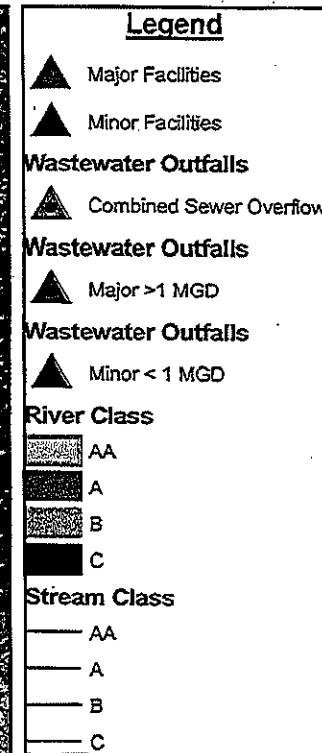 Legend
Major Facilities
Minor Facilities
Wastewater Outfalls
Combined Sewer Overflow
Wastewater Outfalls
Major >1 MGD
Wastewater Outfalls
Minor < 1 MGD
River Class
AA
A
B
C
Stream Class
AA
A
B
C